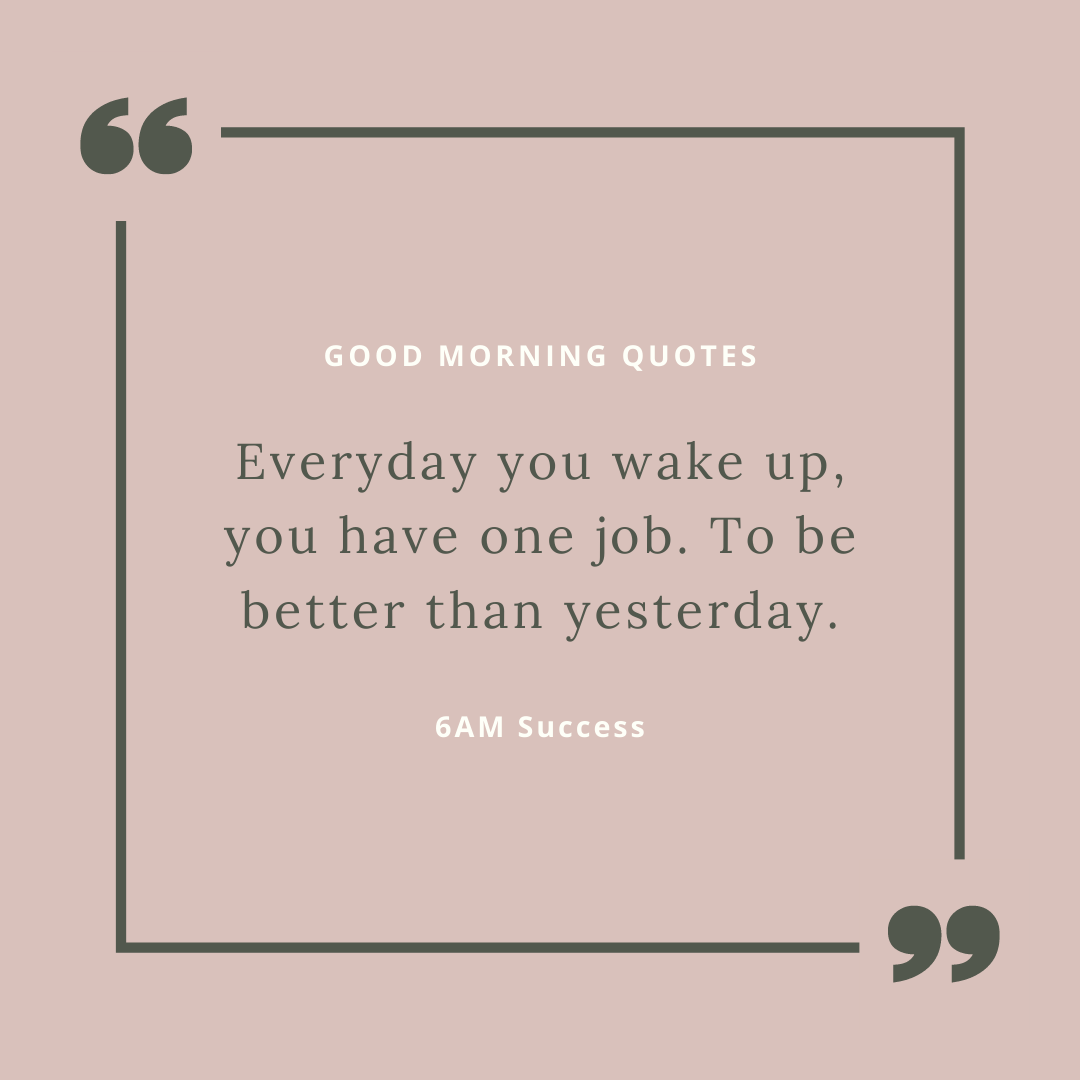 GOOD MORNING QUOTES
Everyday you wake up,
you have one job. To be
better than yesterday.
6AM Success